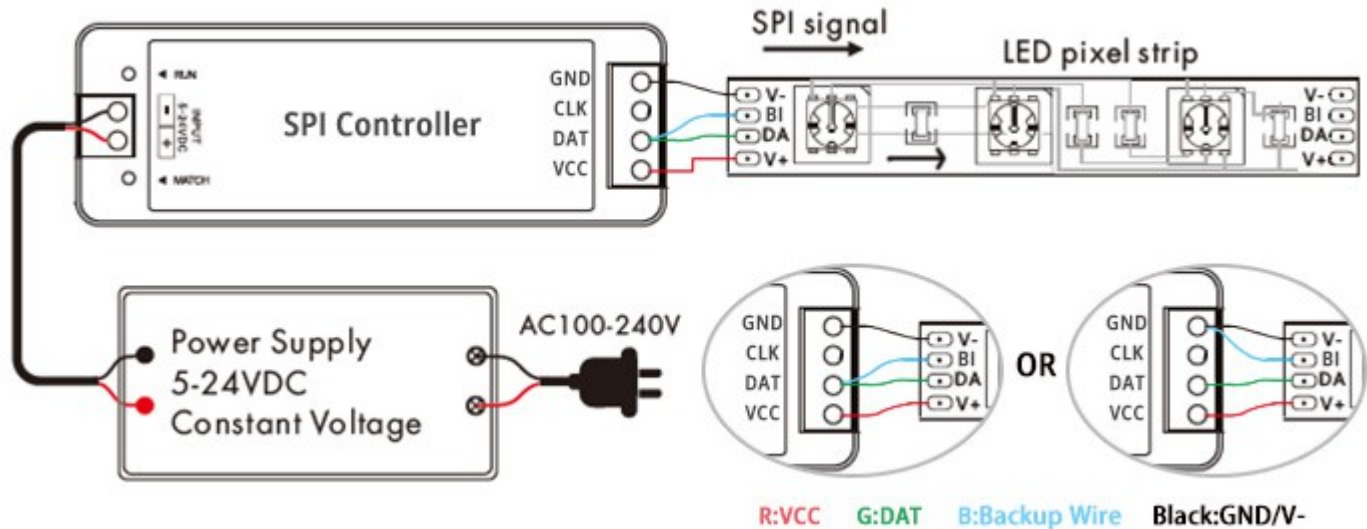 SPI signal
LED pixel strip
◄ RUN
INPUT
5-24VDC
- +
◄ MATCH
SPI Controller
GND
CLK
DAT
VCC
V-
BI
DA
V+
V-
BI
DA
V+
Power Supply
5-24VDC
Constant Voltage
AC100-240V
GND
CLK
DAT
VCC
V-
BI
DA
V+
OR
GND
CLK
DAT
VCC
V-
BI
DA
V+
R:VCC G:DAT B:Backup Wire Black:GND/V-